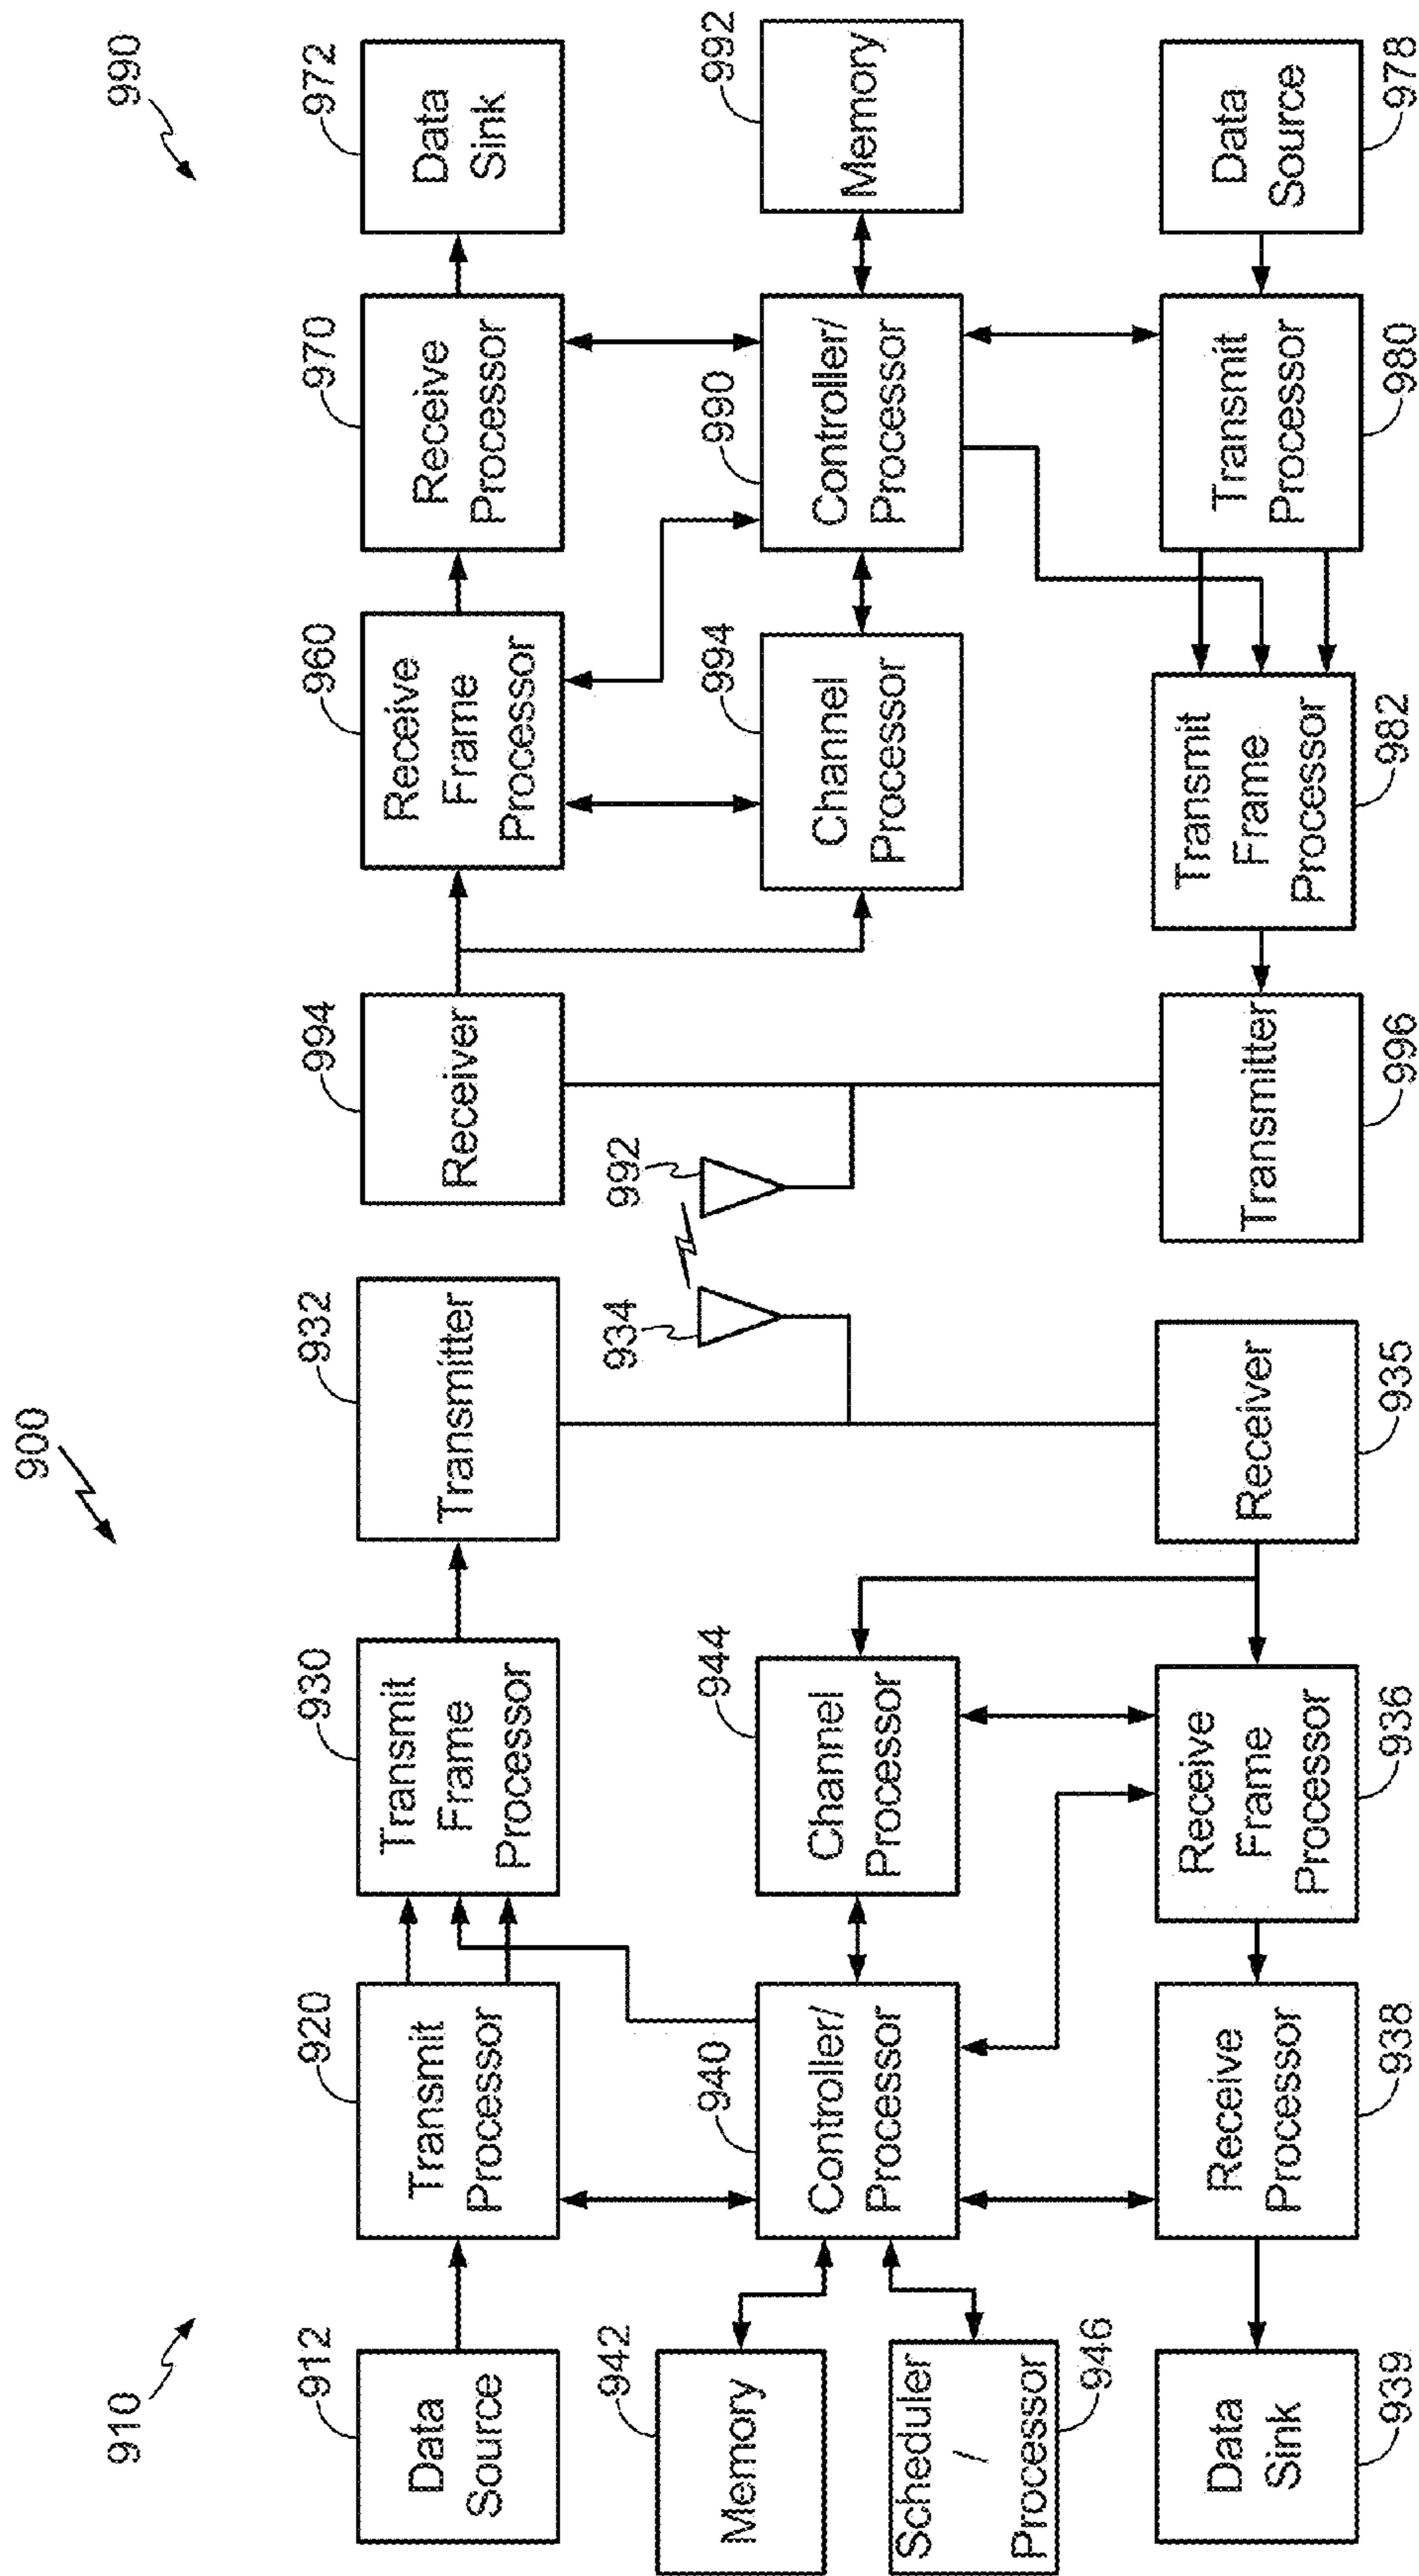 900
910
990
912
Data
Source
920
Transmit
Processor
930
Transmit
Frame
Processor
932
Transmitter
994
Receiver
960
Receive
Frame
Processor
970
Receive
Processor
972
Data
Sink
942
Memory
Scheduler
/
Processor
946
940
Controller/
Processor
944
Channel
Processor
934
992
994
Channel
Processor
990
Controller/
Processor
992
Memory
Data
Sink
939
Receive
Processor
938
Receive
Frame
Processor
936
Receiver
935
Transmitter
996
Transmit
Frame
Processor
982
Transmit
Processor
980
Data
Source
978